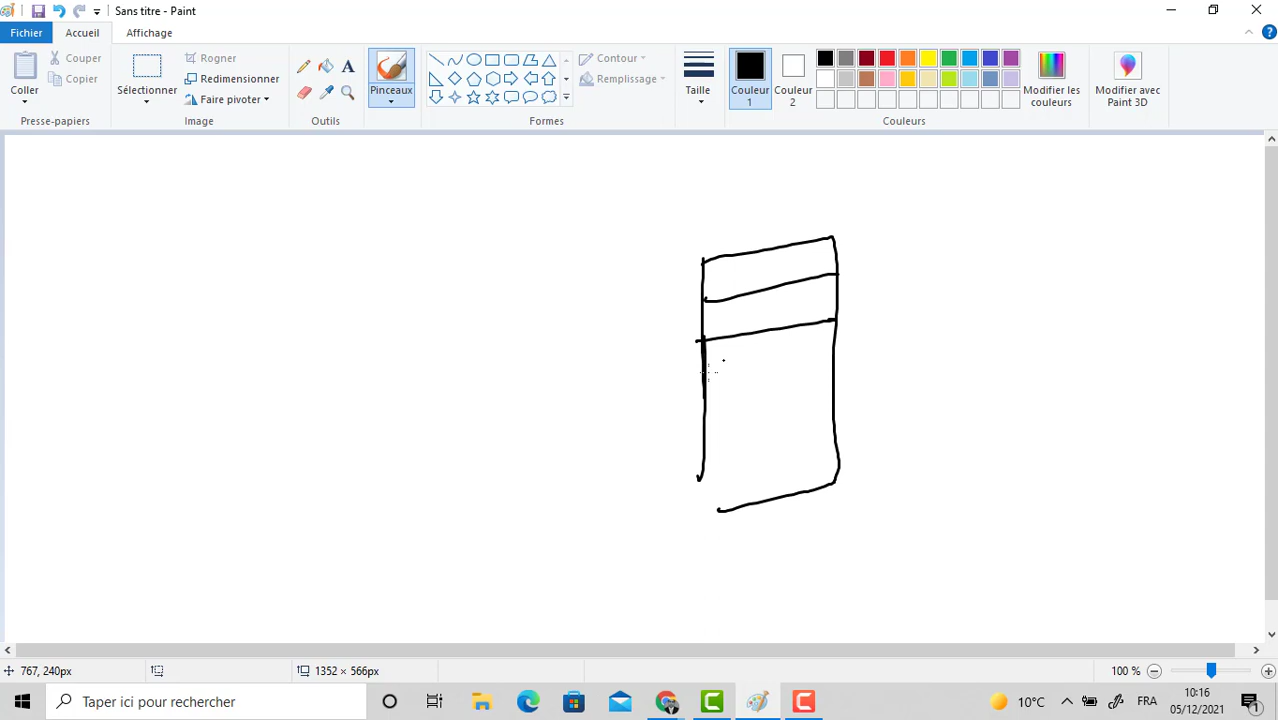 Sans titre - Paint
Fichier Accueil Affichage
Coller
Couper
Copier
Presse-papiers
Sélectionner
Rogner
Redimensionner
Faire pivoter
Image
A
Outils
Pinceaux
Contour
Remplissage
Formes
Taille
Couleur 1
Couleur 2
Modifier les couleurs
Couleurs
Modifier avec Paint 3D
767, 240px
1352 × 566px
100 %
Taper ici pour rechercher
10°C
FRA
10:16
05/12/2021
1